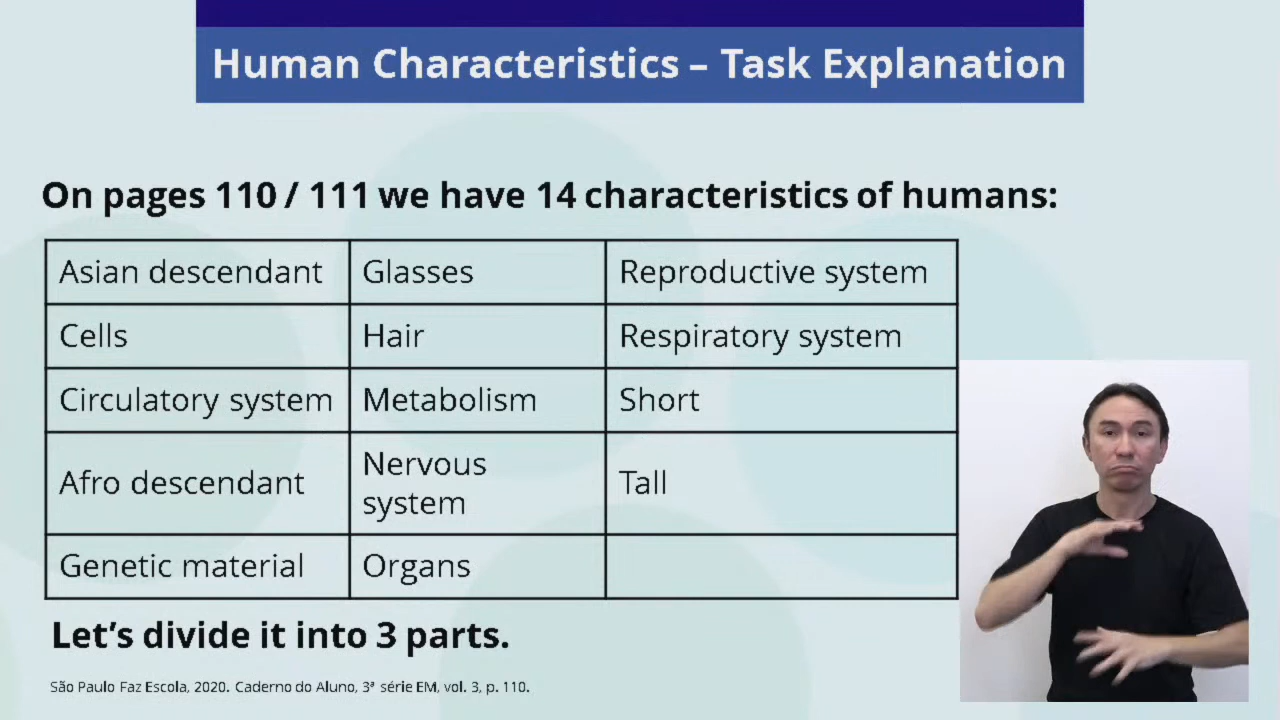 Human Characteristics – Task Explanation
On pages 110 / 111 we have 14 characteristics of humans:
Asian descendant
Glasses
Reproductive system
Cells
Hair
Respiratory system
Circulatory system
Metabolism
Short
Afro descendant
Nervous
system
Tall
Genetic material
Organs
Let’s divide it into 3 parts.
São Paulo Faz Escola, 2020. Caderno do Aluno, 3ª série EM, vol. 3, p. 110.